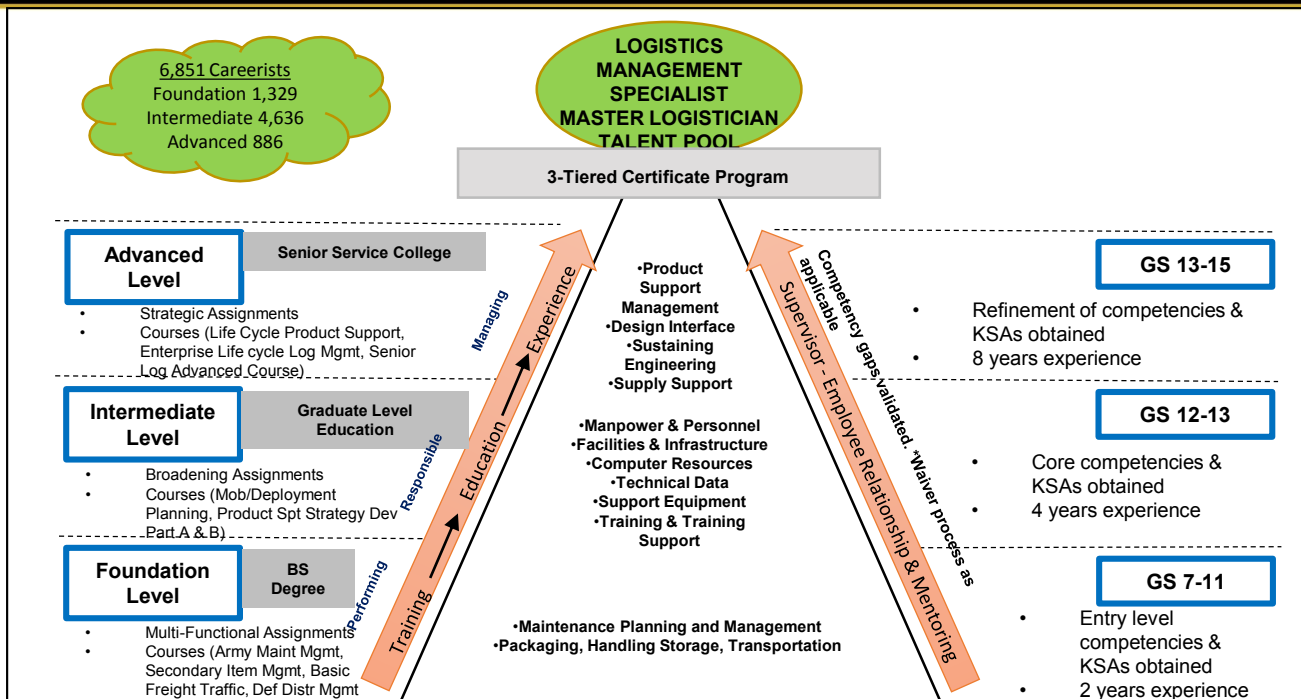 6,851 Careerists
Foundation 1,329
Intermediate 4,636
Advanced 886
LOGISTICS
MANAGEMENT
SPECIALIST
MASTER LOGISTICIAN
TALENT POOL
3-Tiered Certificate Program
Advanced
Level
Senior Service College
• Strategic Assignments
• Courses (Life Cycle Product Support,
Enterprise Life cycle Log Mgmt, Senior
Log Advanced Course)
Intermediate
Level
Graduate Level
Education
• Broadening Assignments
• Courses (Mob/Deployment
Planning, Product Spt Strategy Dev
Part A & B)
Foundation
Level
BS
Degree
• Multi-Functional Assignments
• Courses (Army Maint Mgmt,
Secondary Item Mgmt, Basic
Freight Traffic, Def Distr Mgmt
Managing
Responsible
Performing
Training
Education
Experience
•Product
Support
Management
•Design Interface
•Sustaining
Engineering
•Supply Support
•Manpower & Personnel
•Facilities & Infrastructure
•Computer Resources
•Technical Data
•Support Equipment
•Training & Training
Support
•Maintenance Planning and Management
•Packaging, Handling Storage, Transportation
Supervisor - Employee Relationship & Mentoring
Competency gaps validated. *Waiver process as
applicable
GS 13-15
• Refinement of competencies &
KSAs obtained
• 8 years experience
GS 12-13
• Core competencies &
KSAs obtained
• 4 years experience
GS 7-11
• Entry level
competencies &
KSAs obtained
• 2 years experience